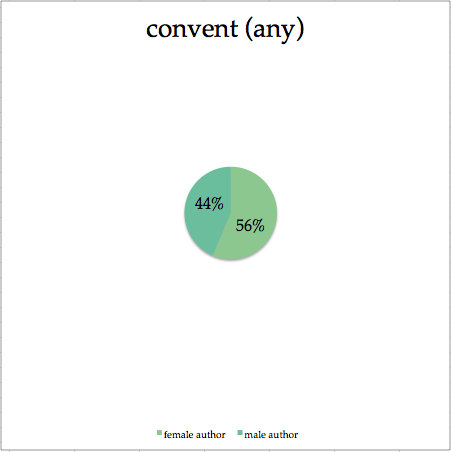 convent (any)
44%
56%
female author male author